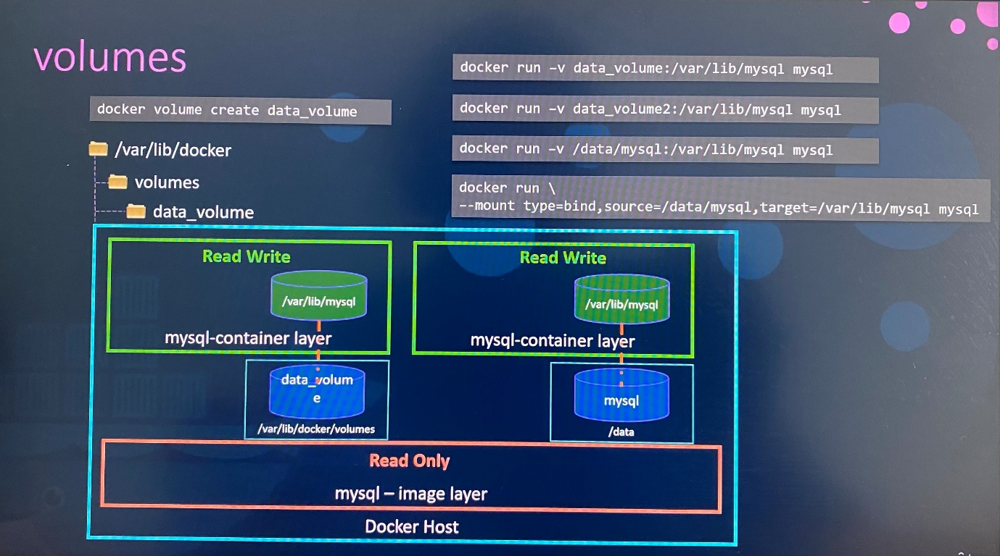 volumes
docker volume create data_volume
/var/lib/docker
volumes
data_volume
docker run –v data_volume:/var/lib/mysql mysql
docker run –v data_volume2:/var/lib/mysql mysql
docker run –v /data/mysql:/var/lib/mysql mysql
docker run \
--mount type=bind,source=/data/mysql,target=/var/lib/mysql mysql
Read Write
/var/lib/mysql
mysql-container layer
data_volum
e
/var/lib/docker/volumes
Read Write
/var/lib/mysql
mysql-container layer
mysql
/data
Read Only
mysql – image layer
Docker Host